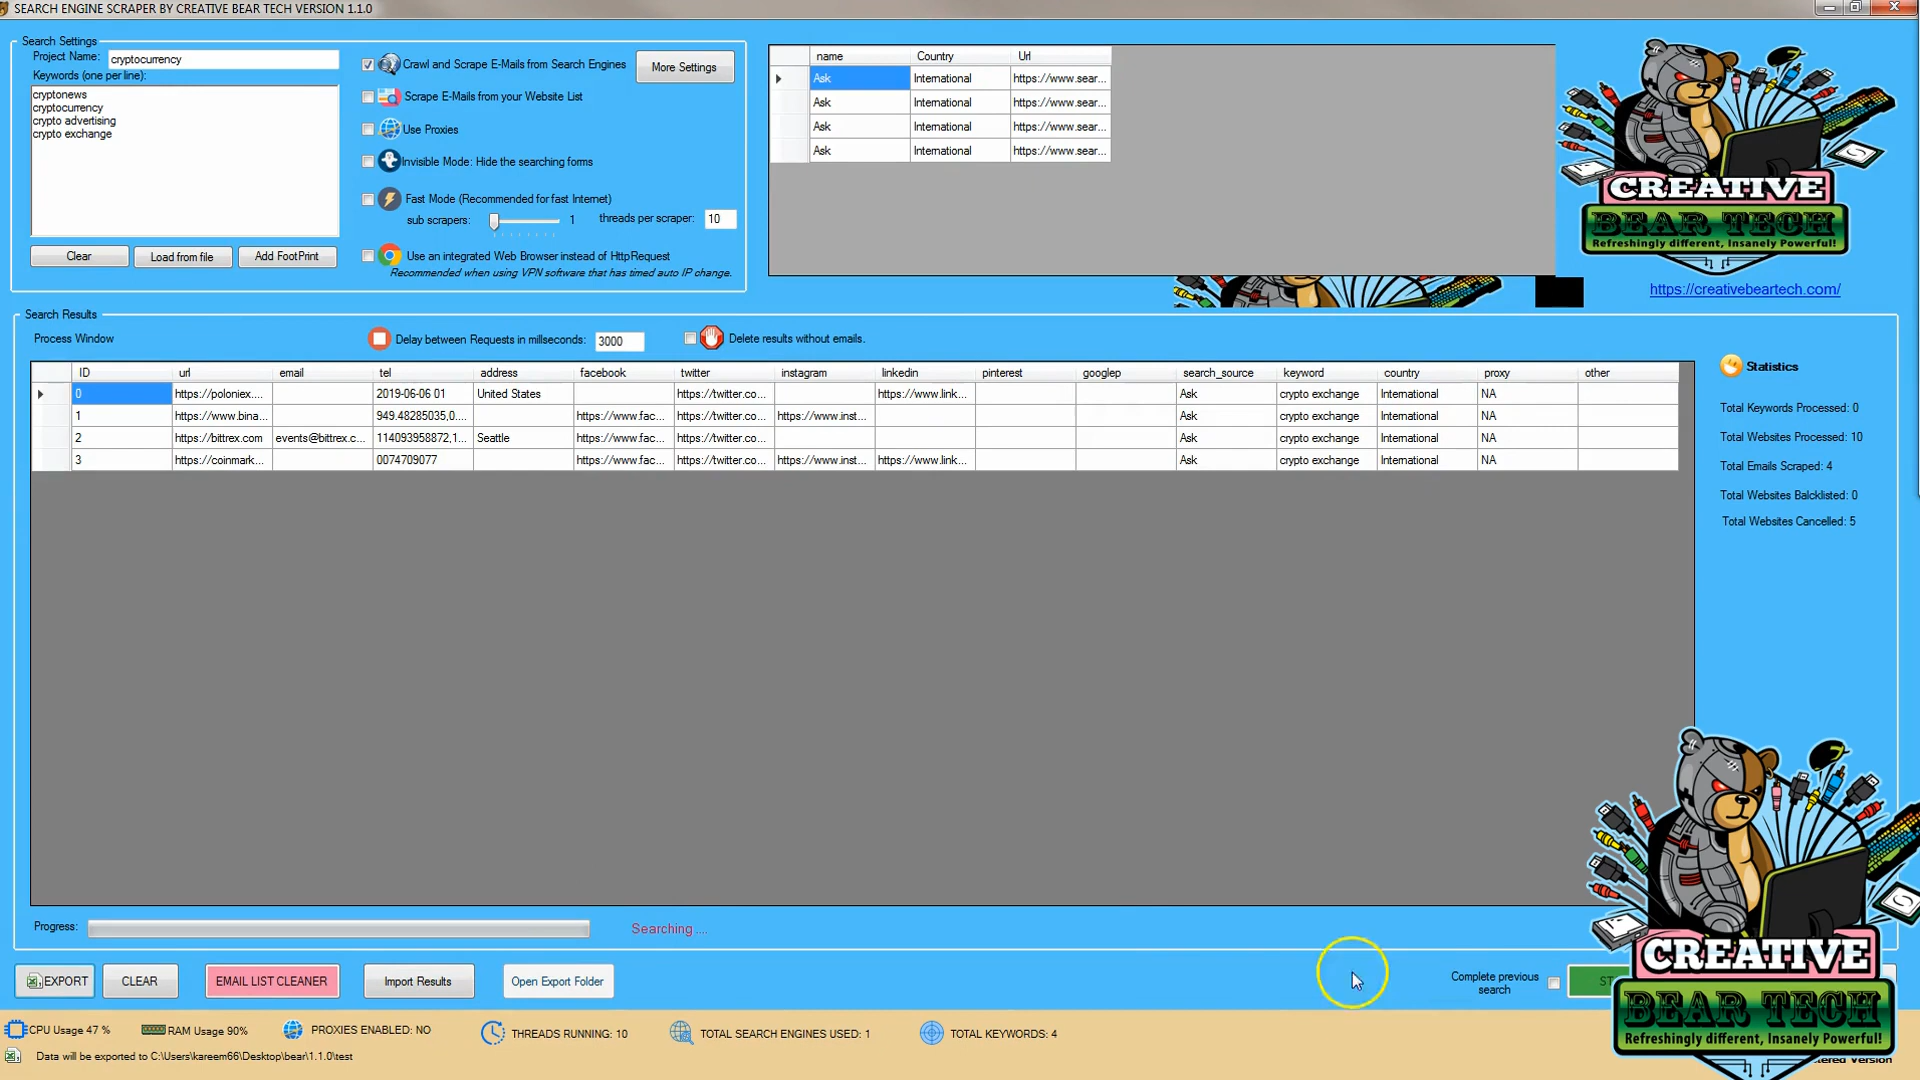 SEARCH ENGINE SCRAPER BY CREATIVE BEAR TECH VERSION 1.1.0
Search Settings
Project Name: cryptocurrency
Keywords (one per line):
cryptonews
cryptocurrency
crypto advertising
crypto exchange
Clear Load from file Add FootPrint
Crawl and Scrape E-Mails from Search Engines More Settings
Scrape E-Mails from your Website List
Use Proxies
Invisible Mode: Hide the searching forms
Fast Mode (Recommended for fast Internet)
sub scrapers: 1 threads per scraper: 10
Use an integrated Web Browser instead of HttpRequest
Recommended when using VPN software that has timed auto IP change.
name Country Url
Ask International https://www.sear...
Ask International https://www.sear...
Ask International https://www.sear...
Ask International https://www.sear...
CREATIVE
BEAR TECH
Refreshingly different, Insanely Powerful!
https://creativebeartech.com/
Search Results
Process Window Delay between Requests in millseconds: 3000 Delete results without emails.
ID url email tel address facebook twitter instagram linkedin pinterest googlep search_source keyword country proxy other
0 https://poloniex.... 2019-06-06 01 United States https://twitter.co... https://www.link... Ask crypto exchange International NA
1 https://www.bina... 949.48285035,0.... https://www.fac... https://twitter.co... https://www.inst... Ask crypto exchange International NA
2 https://bittrex.com events@bittrex.c... 114093958872,1... Seattle https://www.fac... https://twitter.co... Ask crypto exchange International NA
3 https://coinmark... 0074709077 https://www.fac... https://twitter.co... https://www.inst... https://www.link... Ask crypto exchange International NA
Statistics
Total Keywords Processed: 0
Total Websites Processed: 10
Total Emails Scraped: 4
Total Websites Balcklisted: 0
Total Websites Cancelled: 5
Progress: Searching ....
EXPORT CLEAR EMAIL LIST CLEANER Import Results Open Export Folder
Complete previous
search
CREATIVE
BEAR TECH
Refreshingly different, Insanely Powerful!
CPU Usage 47 % RAM Usage 90% PROXIES ENABLED: NO THREADS RUNNING: 10 TOTAL SEARCH ENGINES USED: 1 TOTAL KEYWORDS: 4
Data will be exported to C:\Users\kareem66\Desktop\bear\1.1.0\test
Version